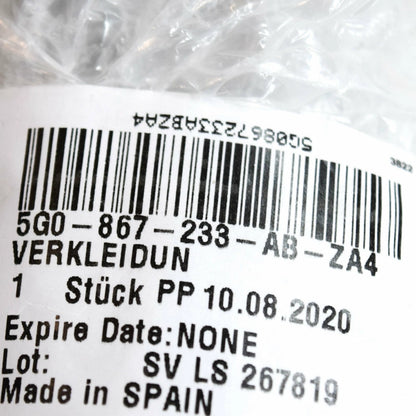 5G0867233ABZA4
3822
5G0-867-233-AB-ZA4
VERKLEIDUN
1 Stück PP 10.08.2020
Expire Date:NONE
Lot: SV LS 267819
Made in SPAIN